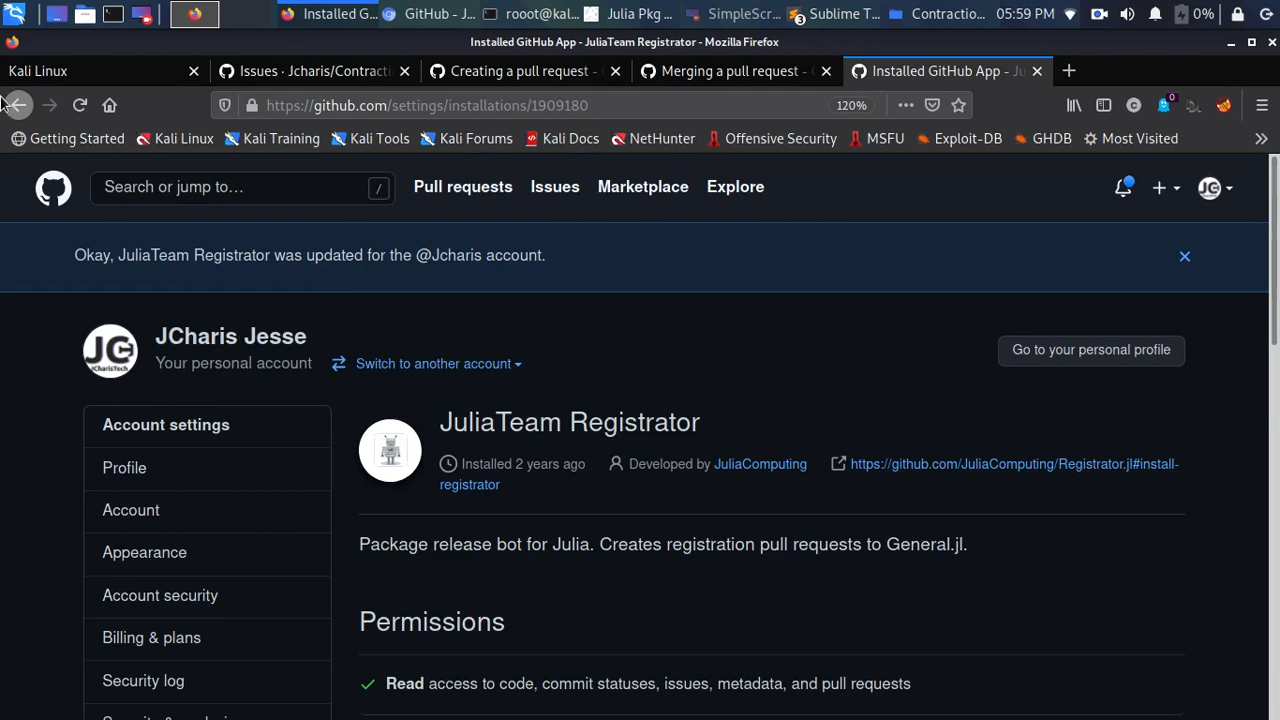 Installed G...
GitHub - J...
rooot@kal...
Julia Pkg ...
SimpleScr...
3
Sublime T...
Contractio...
05:59 PM
0%
Installed GitHub App - JuliaTeam Registrator - Mozilla Firefox
Kali Linux
Issues · Jcharis/Contracti
Creating a pull request -
Merging a pull request -
Installed GitHub App - Ju
https://github.com/settings/installations/1909180
120%
0
Getting Started
Kali Linux
Kali Training
Kali Tools
Kali Forums
Kali Docs
NetHunter
Offensive Security
MSFU
Exploit-DB
GHDB
Most Visited
Search or jump to…
/
Pull requests
Issues
Marketplace
Explore
Okay, JuliaTeam Registrator was updated for the @Jcharis account.
JCharis Jesse
Your personal account
Switch to another account
Go to your personal profile
JC
JCharisTech
Account settings
Profile
Account
Appearance
Account security
Billing & plans
Security log
JuliaTeam Registrator
Installed 2 years ago
Developed by JuliaComputing
https://github.com/JuliaComputing/Registrator.jl#install-
registrator
Package release bot for Julia. Creates registration pull requests to General.jl.
Permissions
Read access to code, commit statuses, issues, metadata, and pull requests